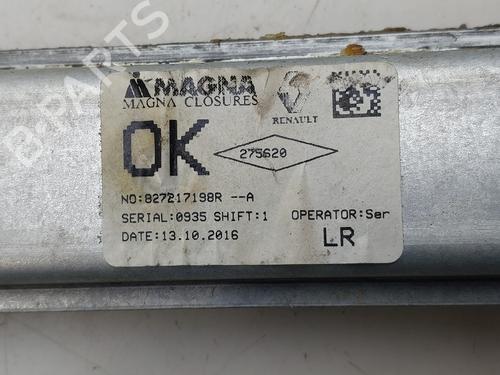 MAGNA
MAGNA CLOSURES
RENAULT
OK
275620
NO:827217198R --A
SERIAL:0935 SHIFT:1 OPERATOR:Ser
DATE:13.10.2016
LR
B-PARTS